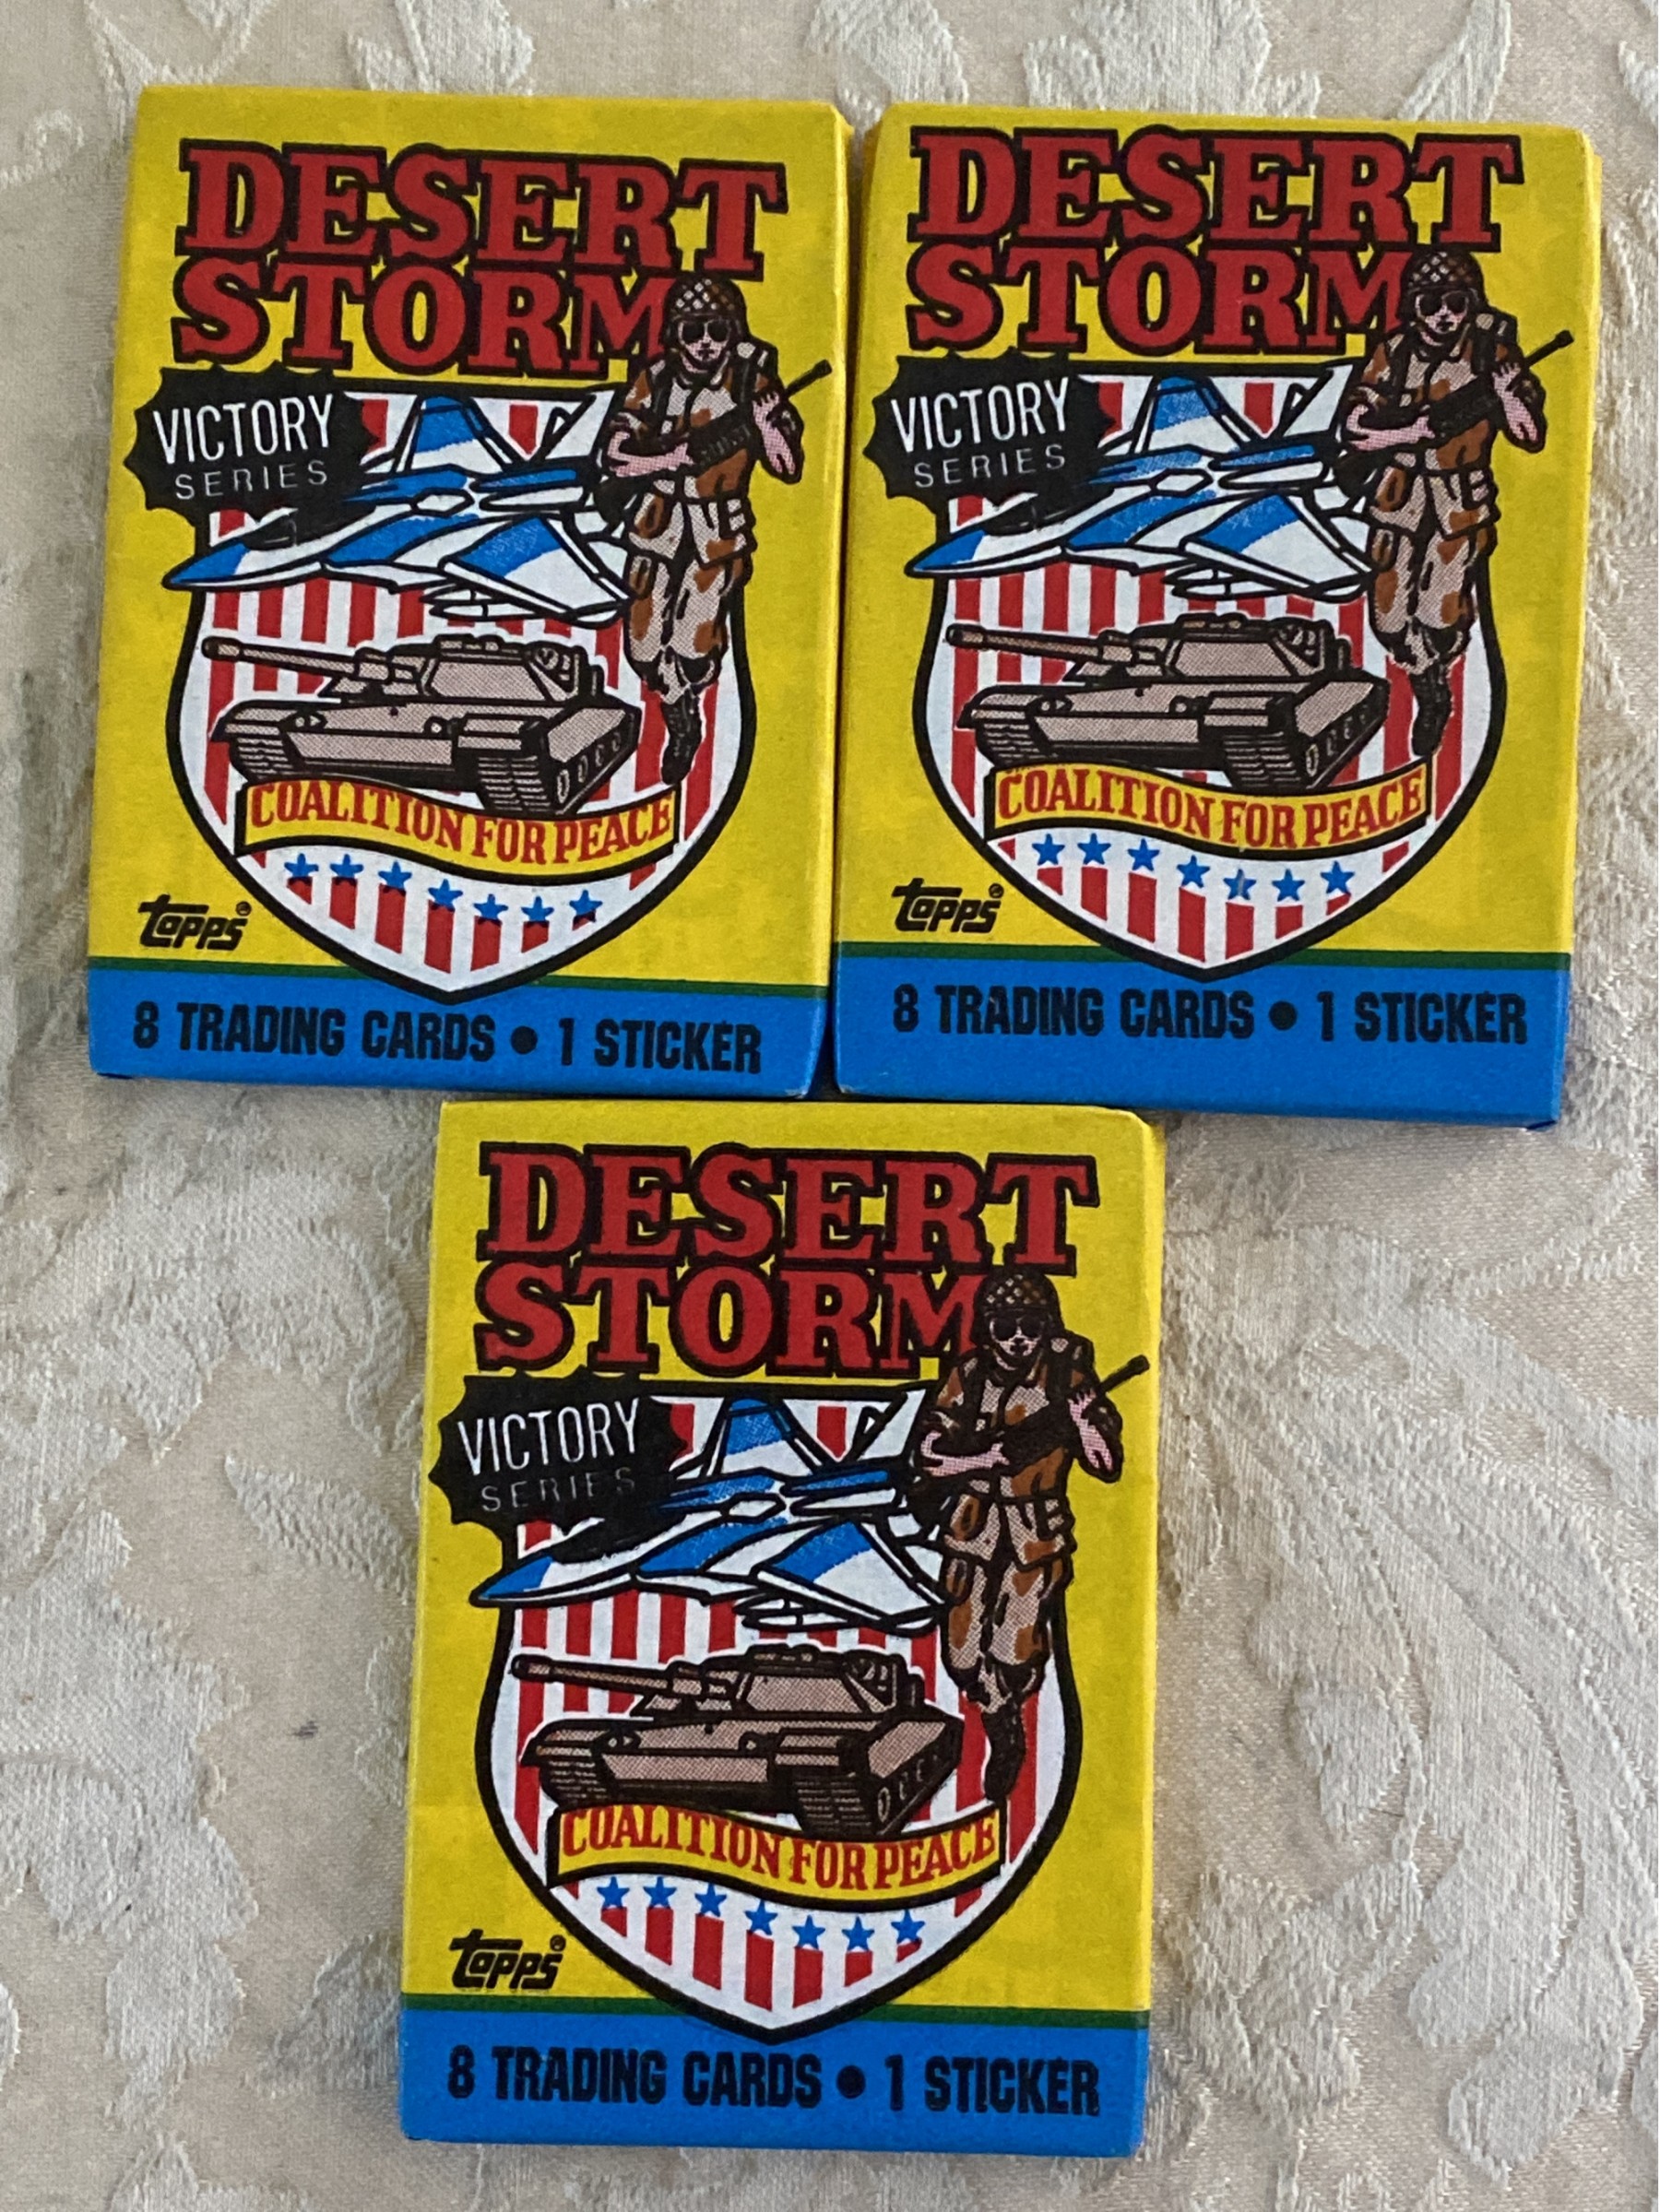 DESERT
STORM
VICTORY
SERIES
COALITION FOR PEACE
TOPPS®
8 TRADING CARDS • 1 STICKER
DESERT
STORM
VICTORY
SERIES
COALITION FOR PEACE
TOPPS®
8 TRADING CARDS • 1 STICKER
DESERT
STORM
VICTORY
SERIES
COALITION FOR PEACE
TOPPS®
8 TRADING CARDS • 1 STICKER